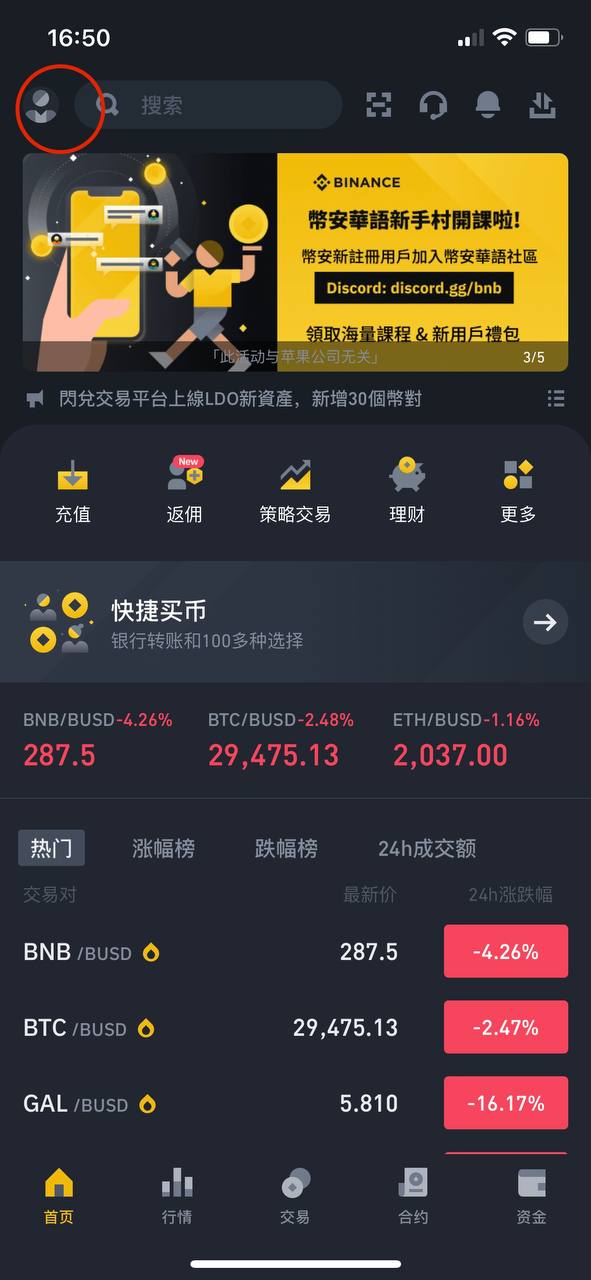 16:50
搜索
BINANCE
幣安華語新手村開課啦!
幣安新註冊用戶加入幣安華語社區
Discord: discord.gg/bnb
領取海量課程 & 新用戶禮包
「此活动与苹果公司无关」
3/5
閃兌交易平台上線LDO新資產，新增30個幣對
New
充值 返佣 策略交易 理财 更多
快捷买币
银行转账和100多种选择
BNB/BUSD-4.26% BTC/BUSD-2.48% ETH/BUSD-1.16%
287.5 29,475.13 2,037.00
热门 涨幅榜 跌幅榜 24h成交额
交易对 最新价 24h涨跌幅
BNB /BUSD 287.5 -4.26%
BTC /BUSD 29,475.13 -2.47%
GAL /BUSD 5.810 -16.17%
首页 行情 交易 合约 资金